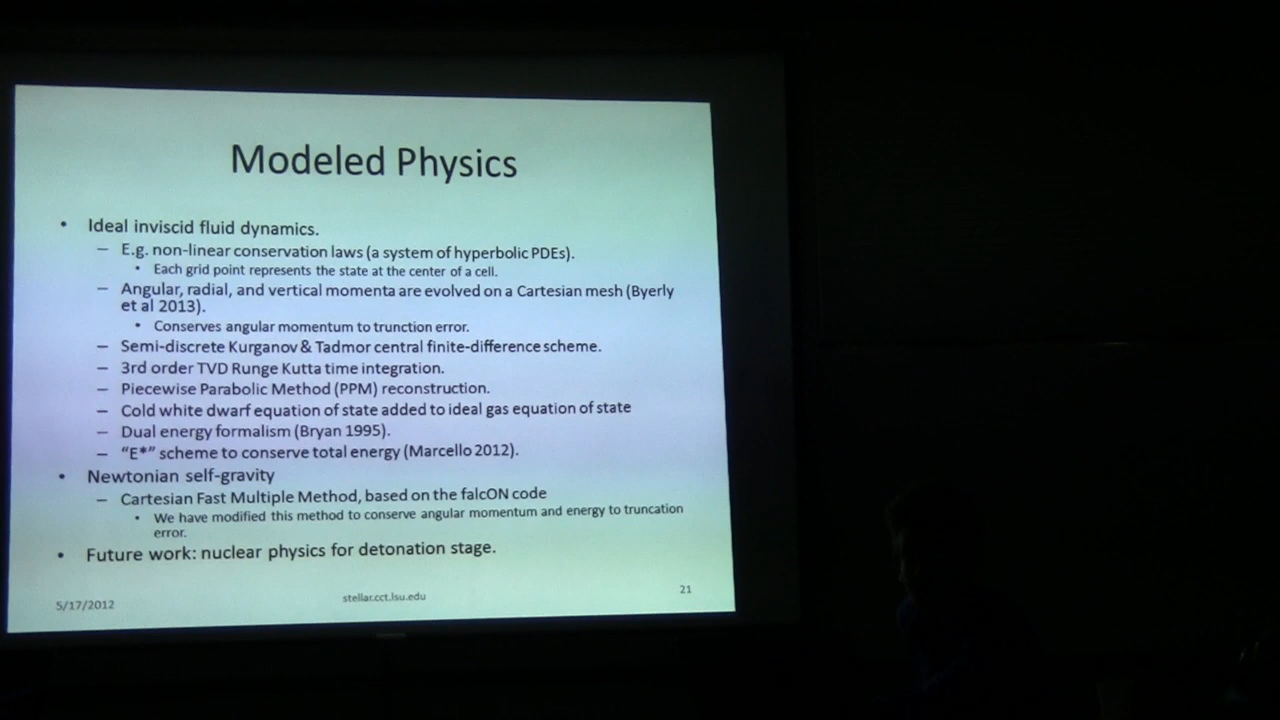 Modeled Physics
• Ideal inviscid fluid dynamics.
– E.g. non-linear conservation laws (a system of hyperbolic PDEs).
• Each grid point represents the state at the center of a cell.
– Angular, radial, and vertical momenta are evolved on a Cartesian mesh (Byerly
et al 2013).
• Conserves angular momentum to trunction error.
– Semi-discrete Kurganov & Tadmor central finite-difference scheme.
– 3rd order TVD Runge Kutta time integration.
– Piecewise Parabolic Method (PPM) reconstruction.
– Cold white dwarf equation of state added to ideal gas equation of state
– Dual energy formalism (Bryan 1995).
– “E*” scheme to conserve total energy (Marcello 2012).
• Newtonian self-gravity
– Cartesian Fast Multiple Method, based on the falcON code
• We have modified this method to conserve angular momentum and energy to truncation
error.
• Future work: nuclear physics for detonation stage.
5/17/2012
stellar.cct.lsu.edu
21